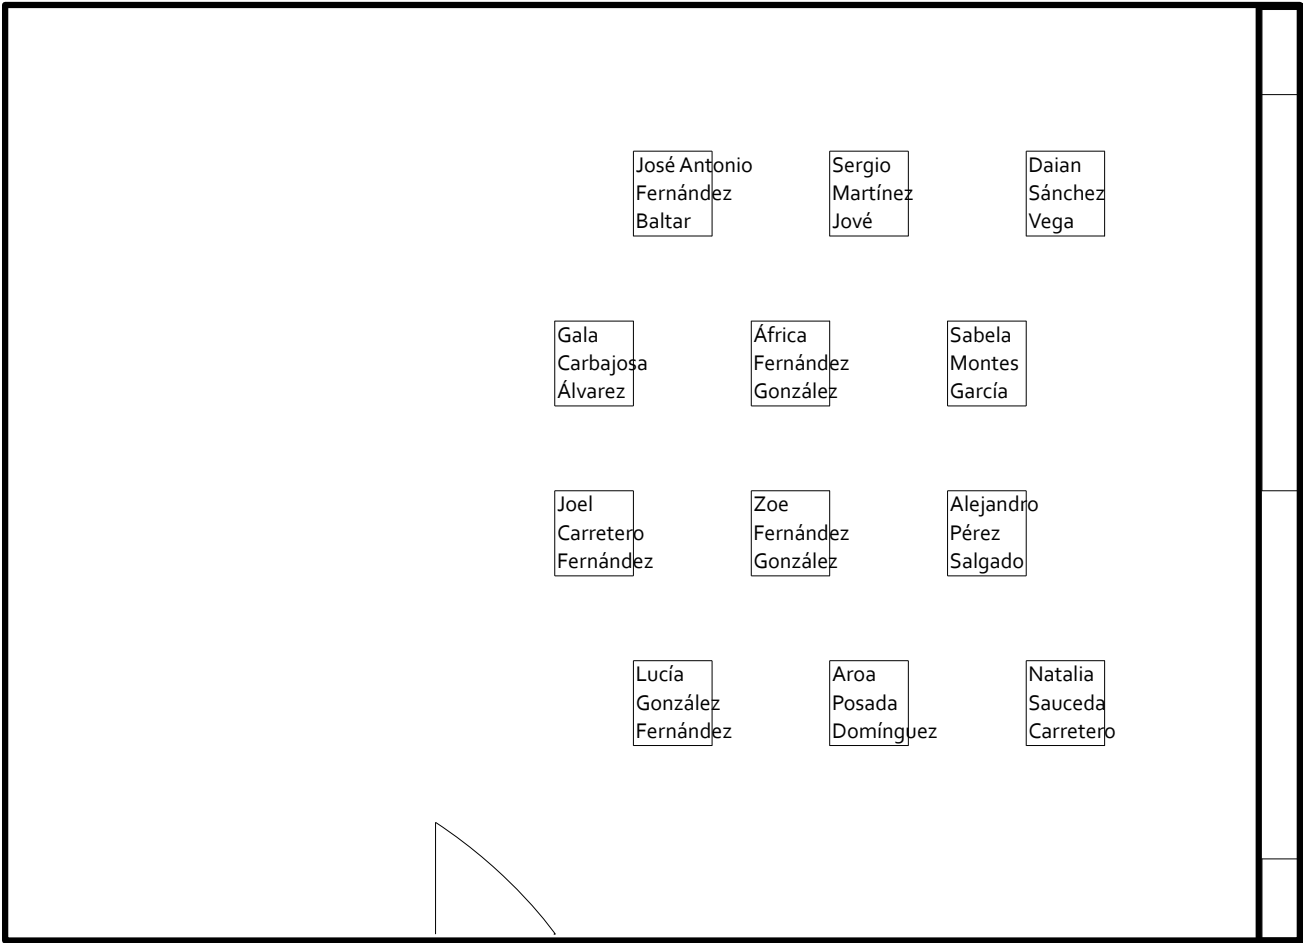 José Antonio
Fernández
Baltar
Sergio
Martínez
Jové
Daian
Sánchez
Vega
Gala
Carbajosa
Álvarez
África
Fernández
González
Sabela
Montes
García
Joel
Carretero
Fernández
Zoe
Fernández
González
Alejandro
Pérez
Salgado
Lucía
González
Fernández
Aroa
Posada
Domínguez
Natalia
Sauceda
Carretero